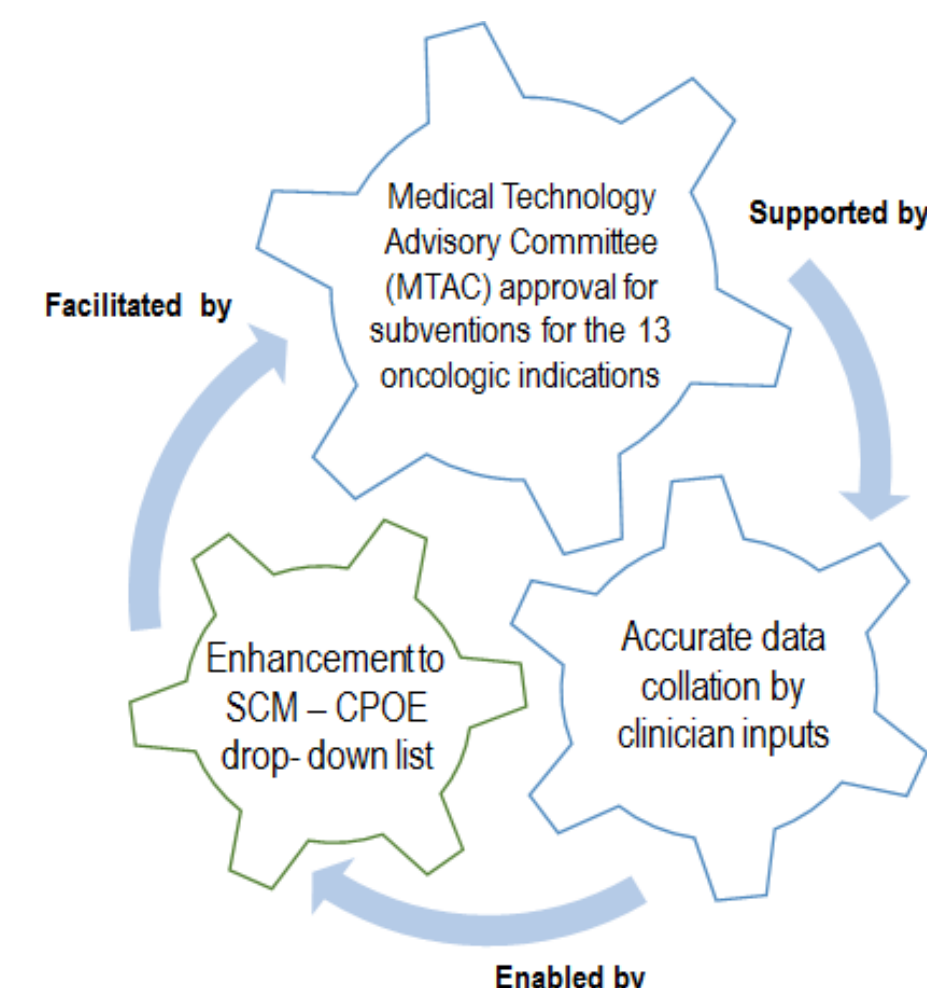 Medical Technology
Advisory Committee
(MTAC) approval for
subventions for the 13
oncologic indications
Supported by
Facilitated by
Accurate data
collation by
clinician inputs
Enhancement to
SCM – CPOE
drop- down list
Enabled by